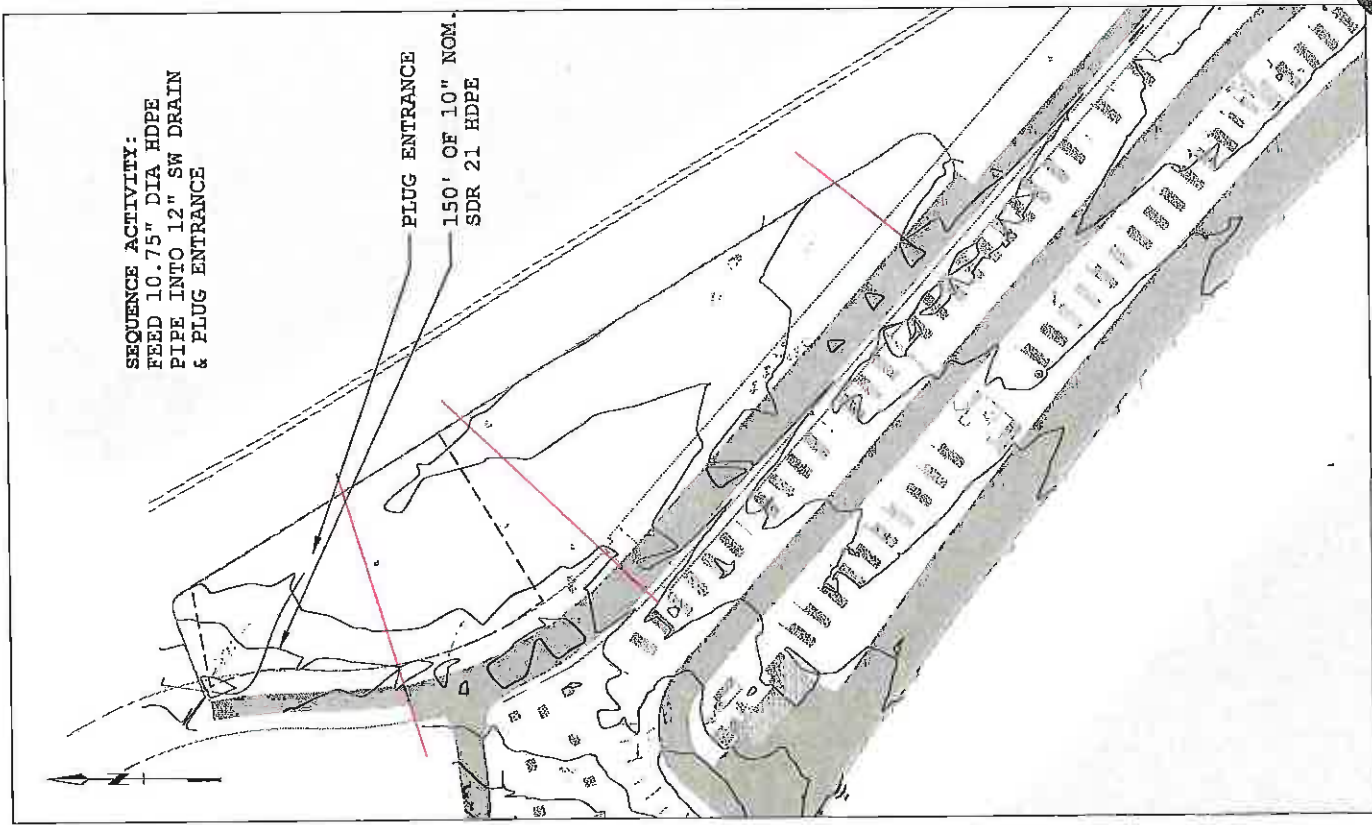 SEQUENCE ACTIVITY:
FEED 10.75" DIA HDPE
PIPE INTO 12" SW DRAIN
& PLUG ENTRANCE
PLUG ENTRANCE
150' OF 10" NOM.
SDR 21 HDPE
N